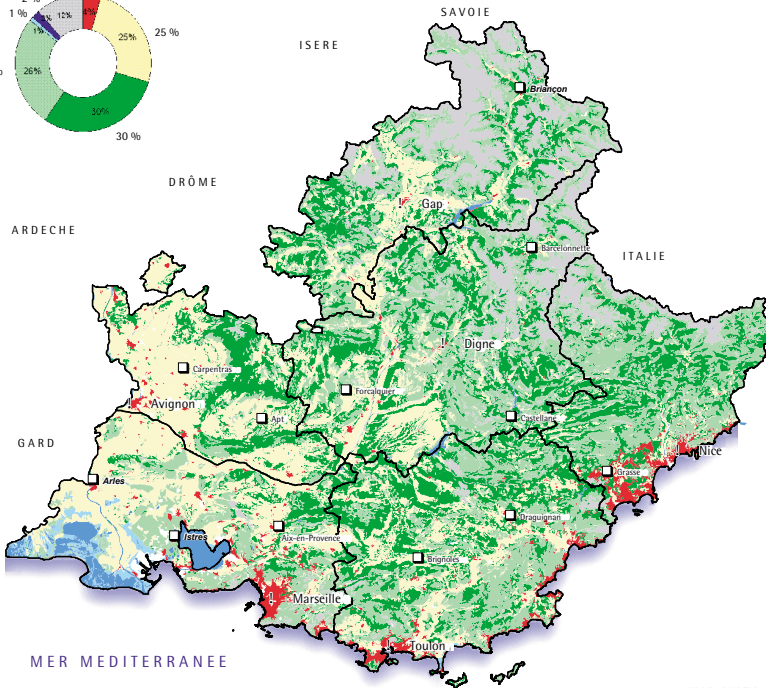 SAVOIE
1 %
12%
4%
25%
25 %
1%
26%
30%
30 %
ISERE
Briançon
DRÔME
Gap
ARDECHE
Barcelonnette
ITALIE
Digne
Carpentras
Forcalquier
Avignon
Apt
Castellane
GARD
Nice
Grasse
Arles
Draguignan
Istres
Aix-en-Provence
Brignoles
Marseille
Toulon
MER MEDITERRANEE